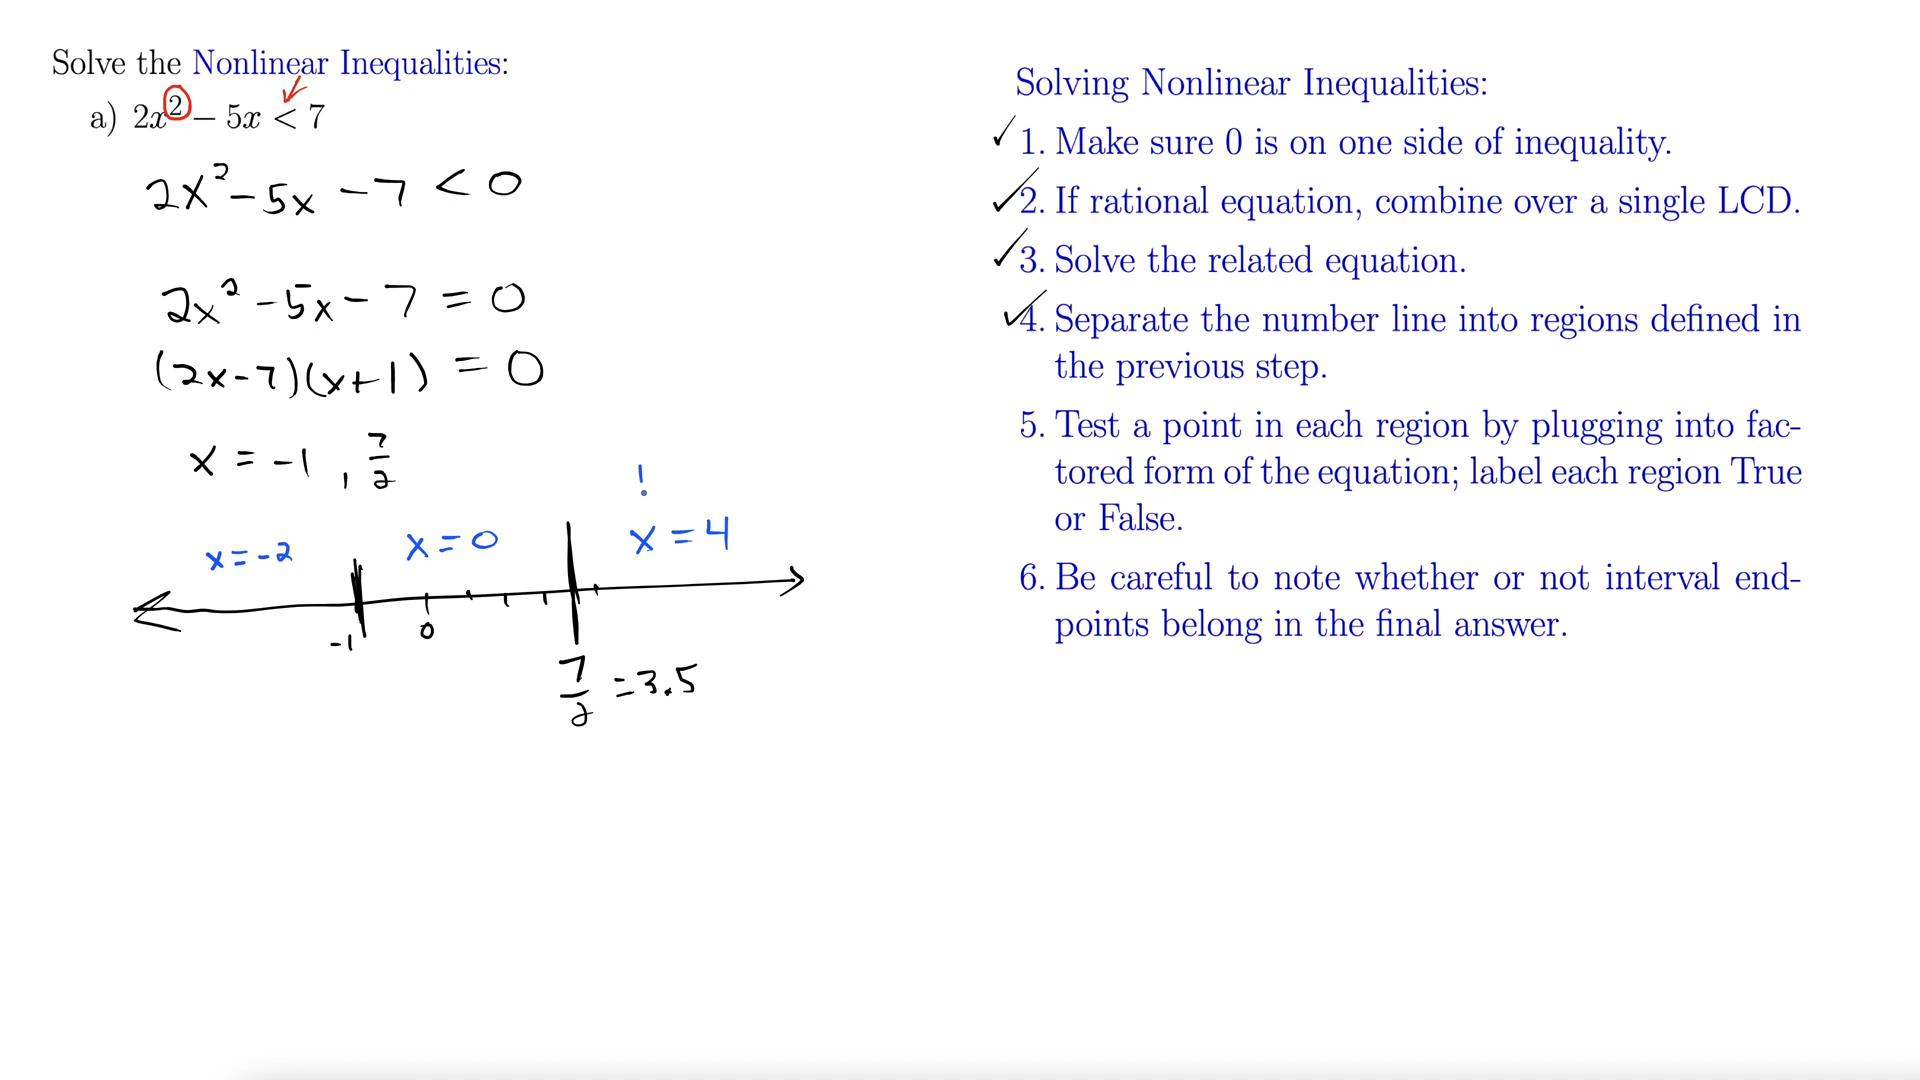 Solve the Nonlinear Inequalities:
a) 2x² − 5x < 7
2x² − 5x − 7 < 0
2x² − 5x − 7 = 0
(2x − 7)(x + 1) = 0
x = −1, 7/2
x = −2 x = 0 x = 4
−1 0
7/2 = 3.5
Solving Nonlinear Inequalities:
✓ 1. Make sure 0 is on one side of inequality.
✓ 2. If rational equation, combine over a single LCD.
✓ 3. Solve the related equation.
✓ 4. Separate the number line into regions defined in
the previous step.
5. Test a point in each region by plugging into fac-
tored form of the equation; label each region True
or False.
6. Be careful to note whether or not interval end-
points belong in the final answer.